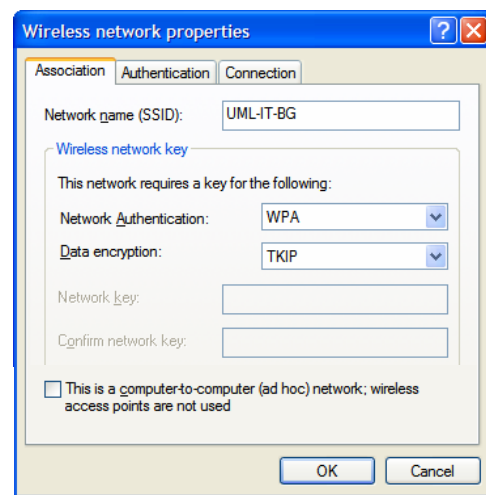 Wireless network properties
Association Authentication Connection
Network name (SSID): UML-IT-BG
Wireless network key
This network requires a key for the following:
Network Authentication: WPA
Data encryption: TKIP
Network key:
Confirm network key:
This is a computer-to-computer (ad hoc) network; wireless
access points are not used
OK Cancel